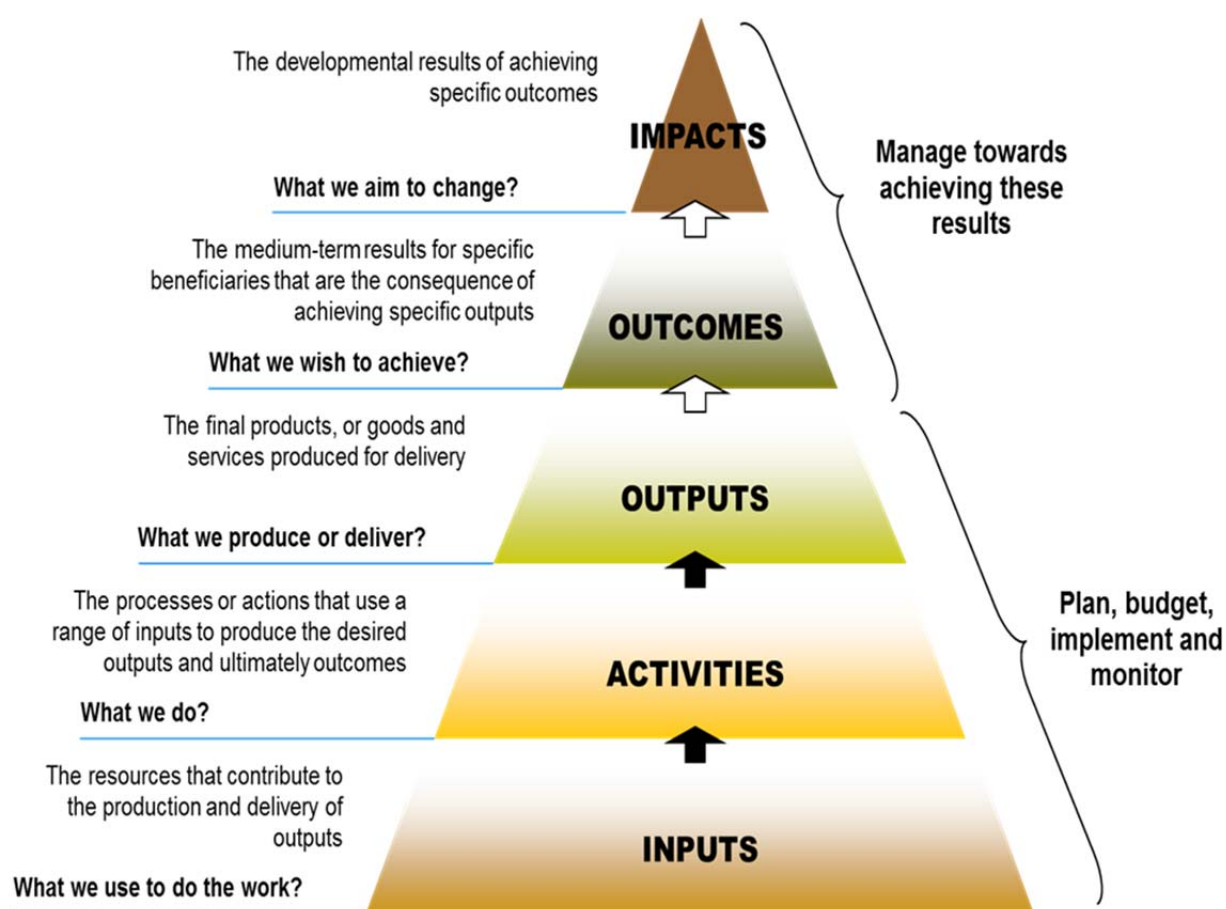 The developmental results of achieving
specific outcomes
IMPACTS
What we aim to change?
Manage towards
achieving these
results
The medium-term results for specific
beneficiaries that are the consequence of
achieving specific outputs
OUTCOMES
What we wish to achieve?
The final products, or goods and
services produced for delivery
OUTPUTS
What we produce or deliver?
The processes or actions that use a
range of inputs to produce the desired
outputs and ultimately outcomes
ACTIVITIES
What we do?
Plan, budget,
implement and
monitor
The resources that contribute to
the production and delivery of
outputs
INPUTS
What we use to do the work?